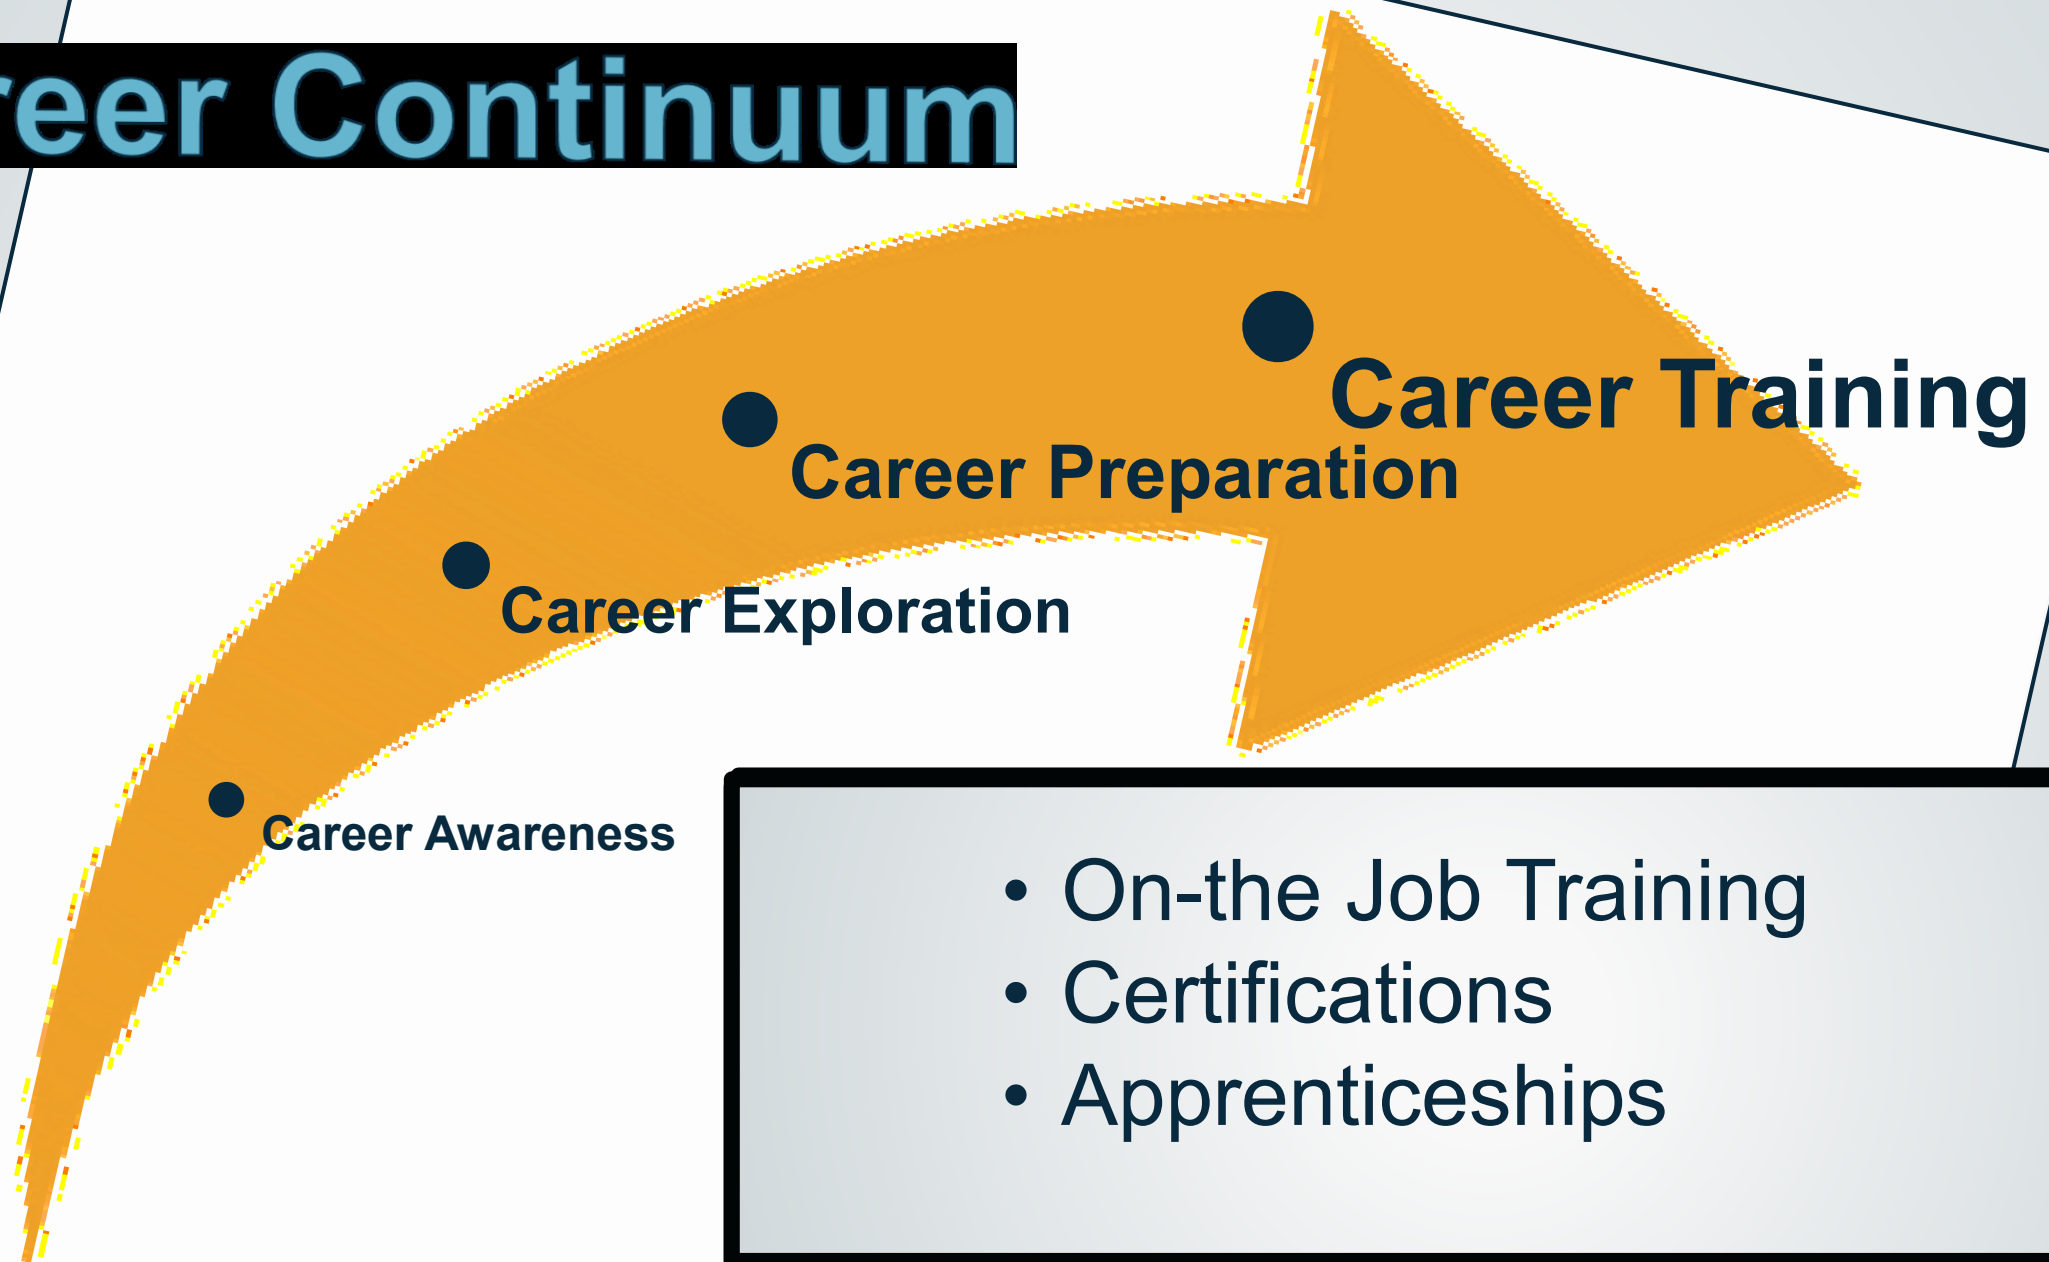 reer Continuum
Career Training
Career Preparation
Career Exploration
Career Awareness
• On-the Job Training
• Certifications
• Apprenticeships